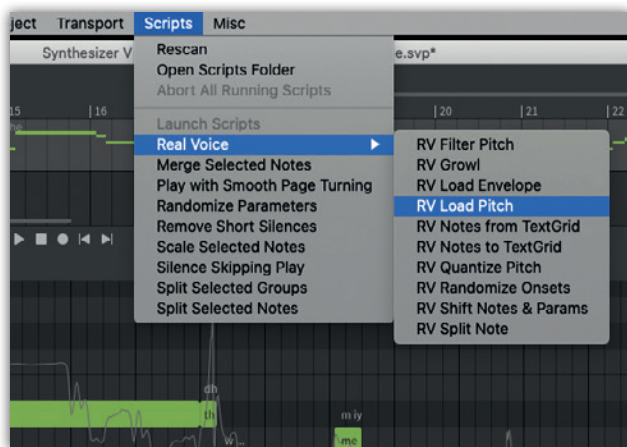 ject Transport Scripts Misc
Synthesizer V
e.svp*
Rescan
Open Scripts Folder
Abort All Running Scripts
Launch Scripts
Real Voice
Merge Selected Notes
Play with Smooth Page Turning
Randomize Parameters
Remove Short Silences
Scale Selected Notes
Silence Skipping Play
Split Selected Groups
Split Selected Notes
RV Filter Pitch
RV Growl
RV Load Envelope
RV Load Pitch
RV Notes from TextGrid
RV Notes to TextGrid
RV Quantize Pitch
RV Randomize Onsets
RV Shift Notes & Params
RV Split Note
15 16 20 21 22
dh
th
w ..
m iy
me